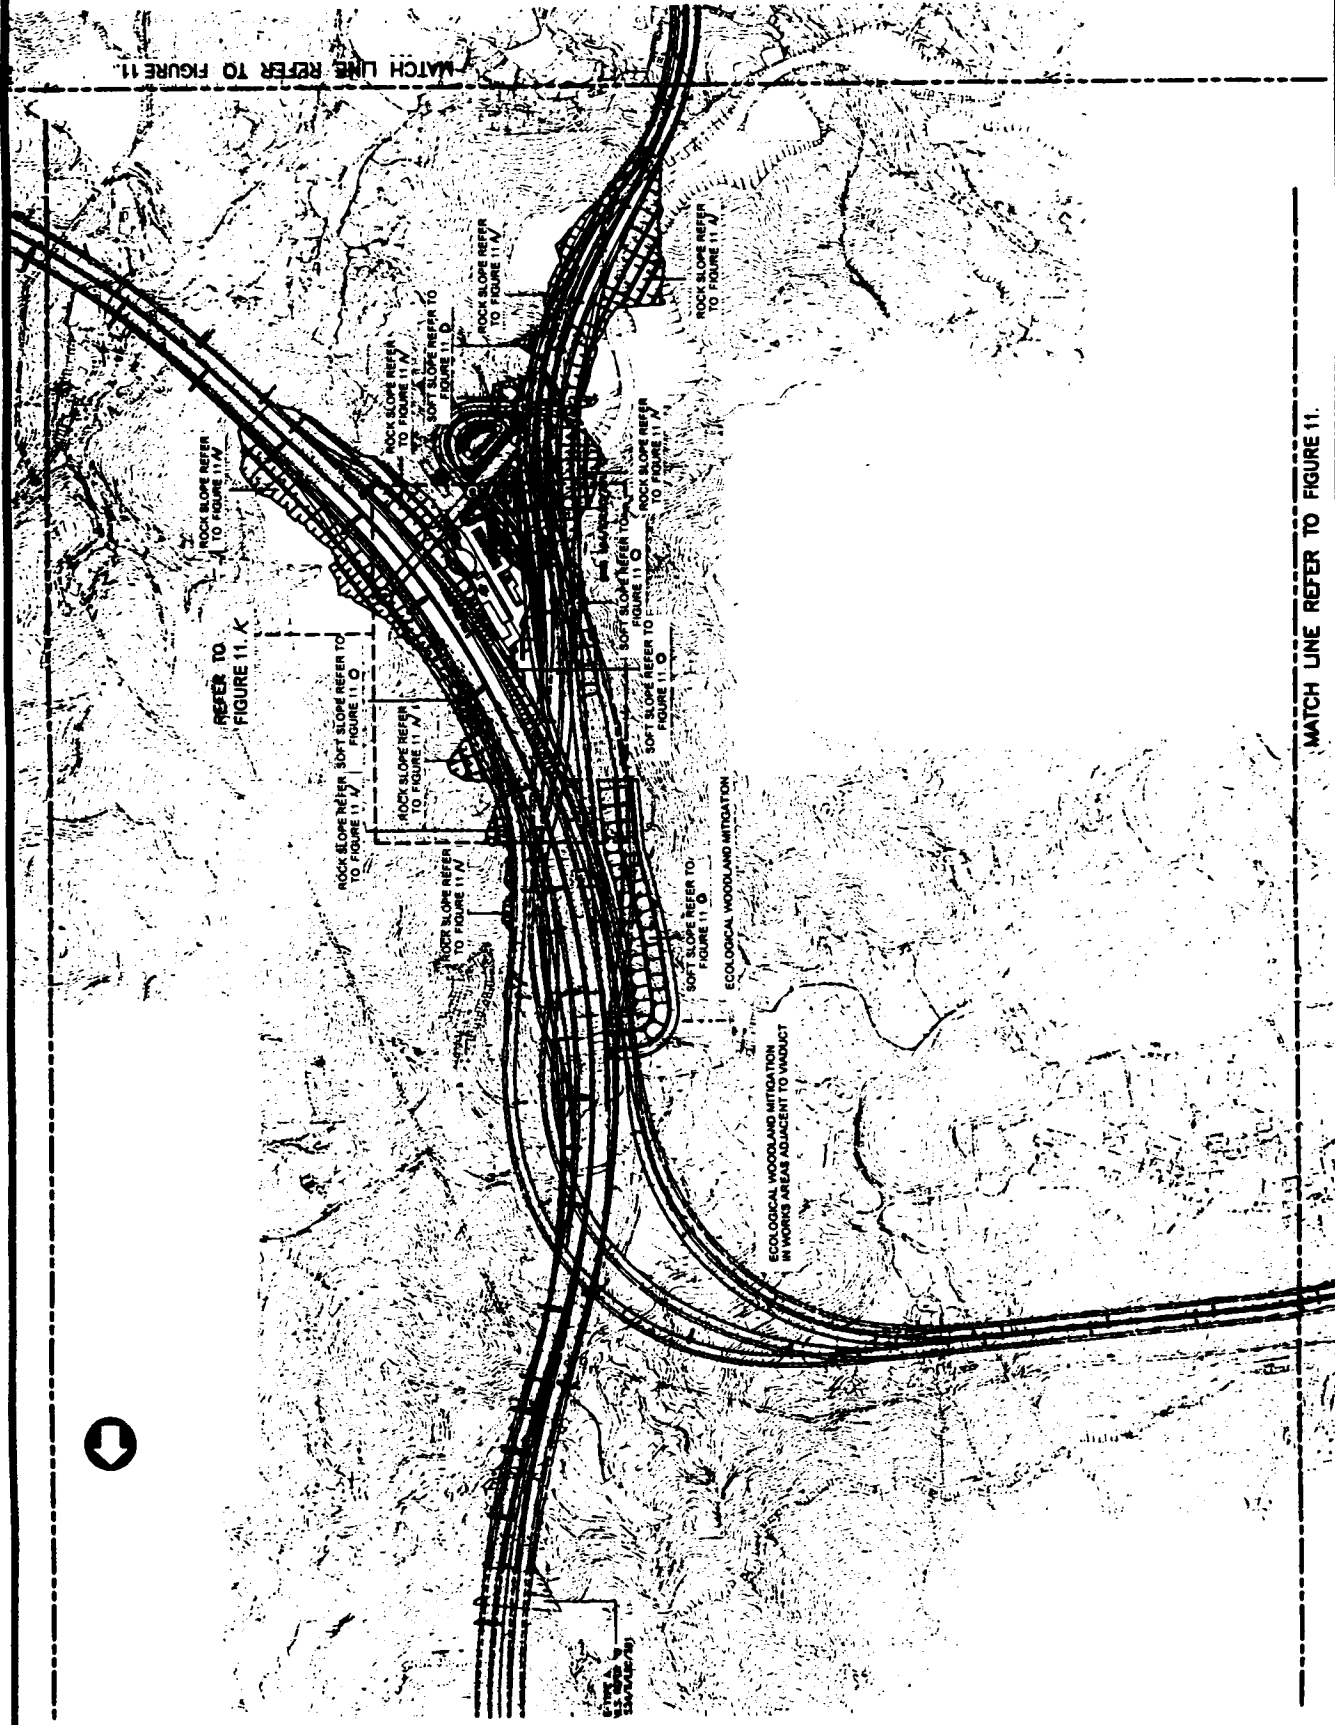 MATCH LINE REFER TO FIGURE 11.
ROCK SLOPE REFER
TO FIGURE 11 N
ROCK SLOPE REFER
TO FIGURE 11 N
ROCK SLOPE REFER
TO FIGURE 11 N
SOFT SLOPE REFER TO
FIGURE 11 O
ROCK SLOPE REFER
TO FIGURE 11 N
ROCK SLOPE REFER
TO FIGURE 11 N
SOFT SLOPE REFER TO
FIGURE 11 O
SOFT SLOPE REFER TO
FIGURE 11 O
REFER TO
FIGURE 11. K
SOFT SLOPE REFER TO
FIGURE 11 O
ROCK SLOPE REFER
TO FIGURE 11 N
ROCK SLOPE REFER
TO FIGURE 11 N
ROCK SLOPE REFER
TO FIGURE 11 N
SOFT SLOPE REFER TO
FIGURE 11 O
ECOLOGICAL WOODLAND MITIGATION
ECOLOGICAL WOODLAND MITIGATION
IN WORKS AREAS ADJACENT TO VIADUCT
MATCH LINE REFER TO FIGURE 11.